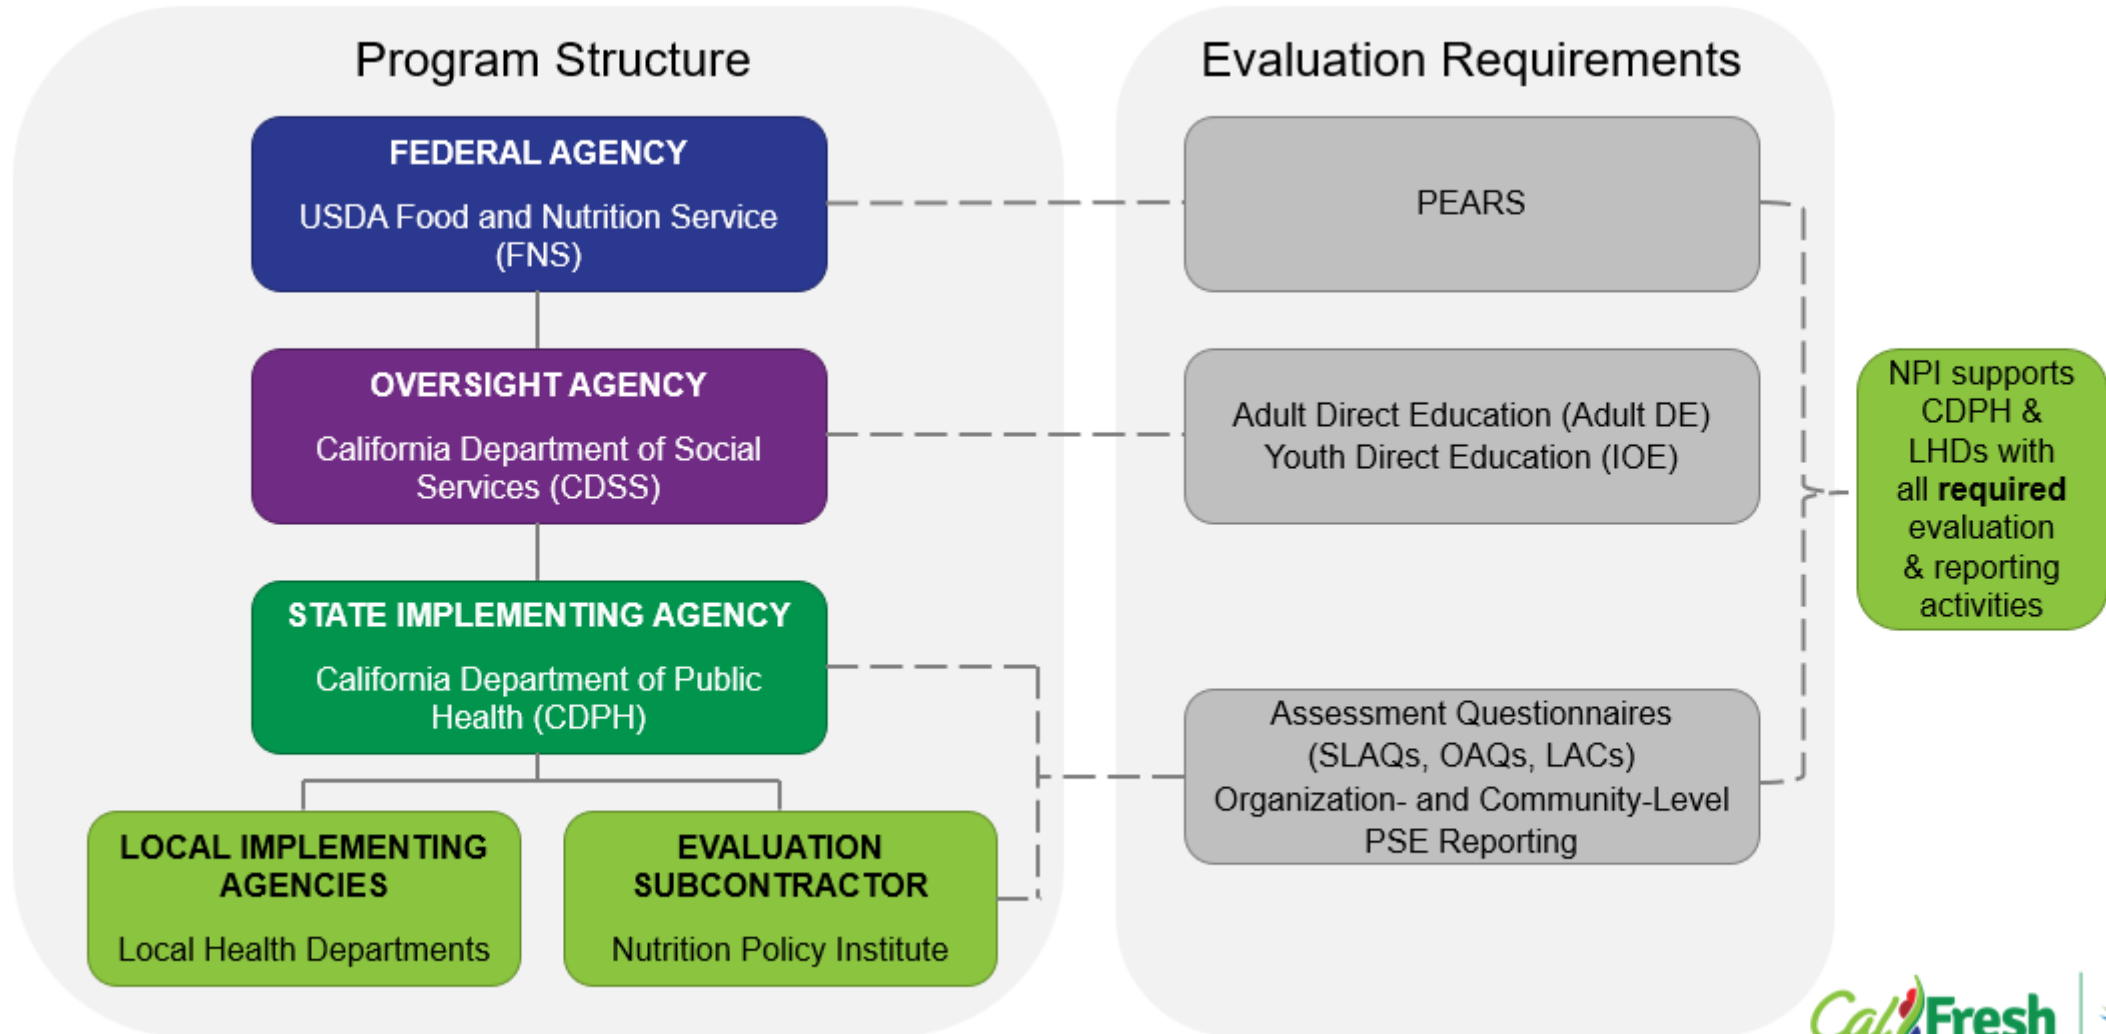 Program Structure
FEDERAL AGENCY
USDA Food and Nutrition Service
(FNS)
OVERSIGHT AGENCY
California Department of Social
Services (CDSS)
STATE IMPLEMENTING AGENCY
California Department of Public
Health (CDPH)
LOCAL IMPLEMENTING
AGENCIES
Local Health Departments
EVALUATION
SUBCONTRACTOR
Nutrition Policy Institute
Evaluation Requirements
PEARS
Adult Direct Education (Adult DE)
Youth Direct Education (IOE)
Assessment Questionnaires
(SLAQs, OAQs, LACs)
Organization- and Community-Level
PSE Reporting
NPI supports
CDPH &
LHDs with
all required
evaluation
& reporting
activities
CalFresh